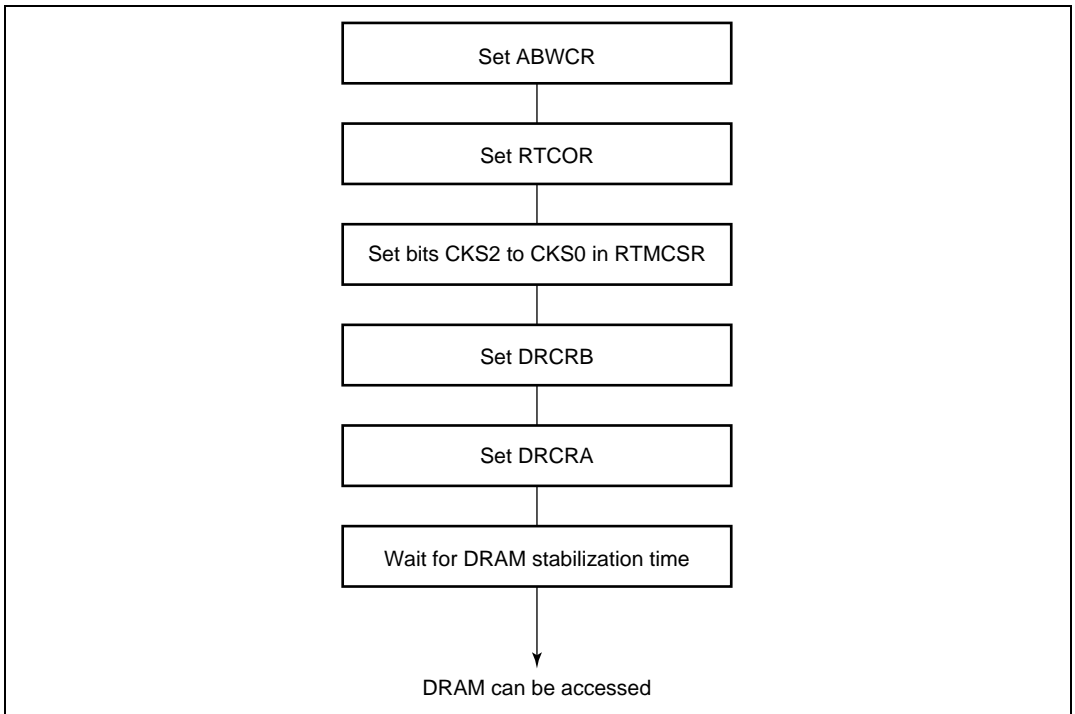 Set ABWCR
Set RTCOR
Set bits CKS2 to CKS0 in RTMCSR
Set DRCRB
Set DRCRA
Wait for DRAM stabilization time
DRAM can be accessed